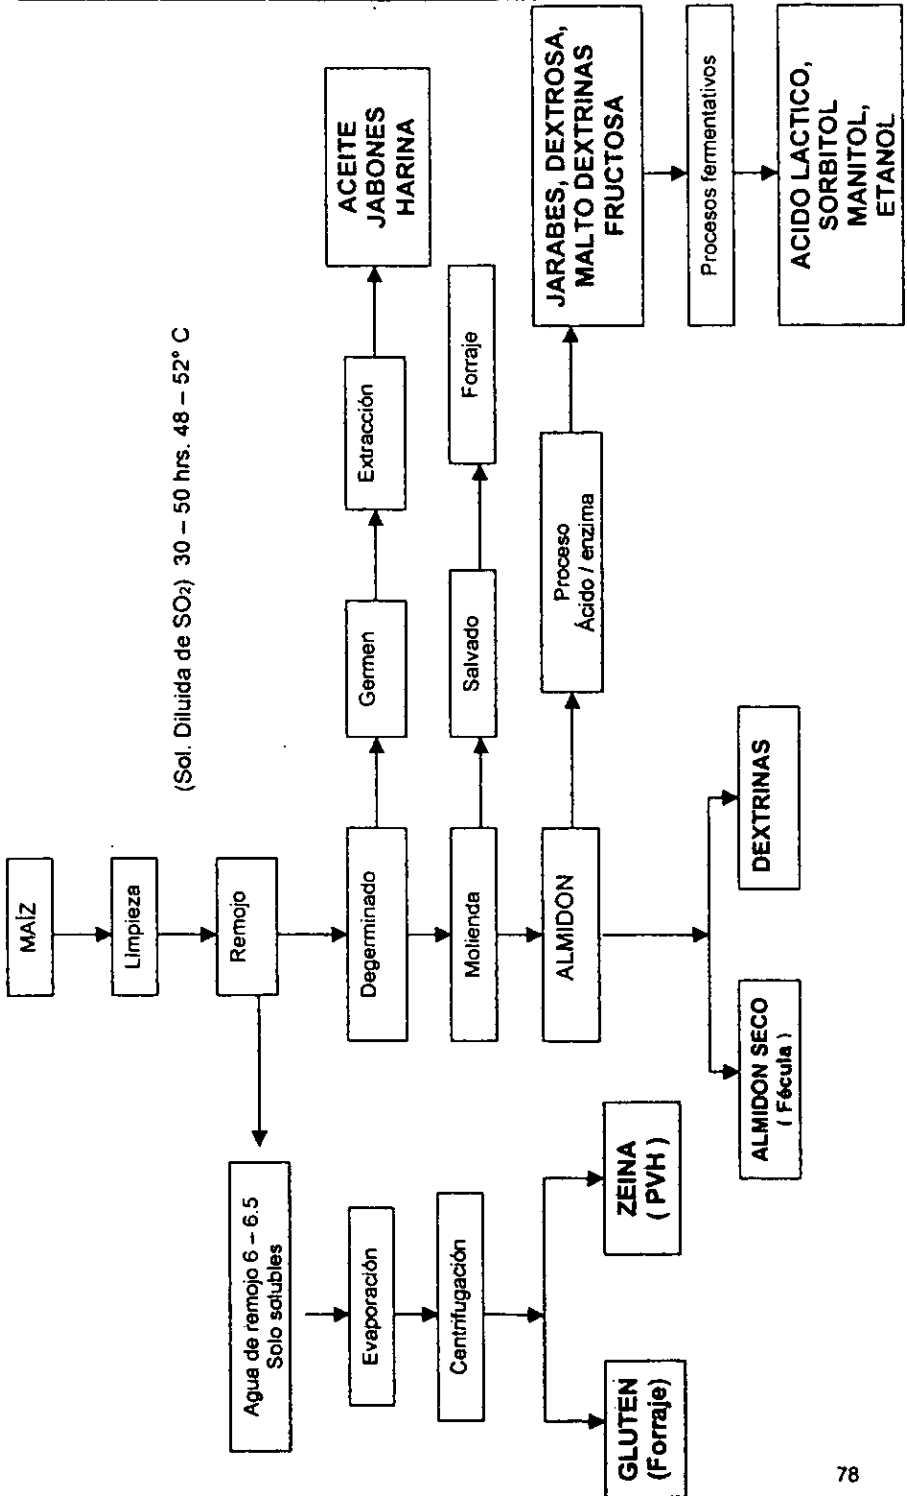 MAÍZ
Limpieza
Remojo
(Sol. Diluida de SO2) 30 – 50 hrs. 48 – 52° C
Agua de remojo 6 – 6.5
Solo solubles
Evaporación
Centrifugación
GLUTEN
(Forraje)
ZEINA
( PVH )
Degerminado
Germen
Extracción
ACEITE
JABONES
HARINA
Molienda
Salvado
Forraje
ALMIDON
Proceso
Ácido / enzima
JARABES, DEXTROSA,
MALTO DEXTRINAS
FRUCTOSA
Procesos fermentativos
ACIDO LACTICO,
SORBITOL
MANITOL,
ETANOL
ALMIDON SECO
( Fécula )
DEXTRINAS
78